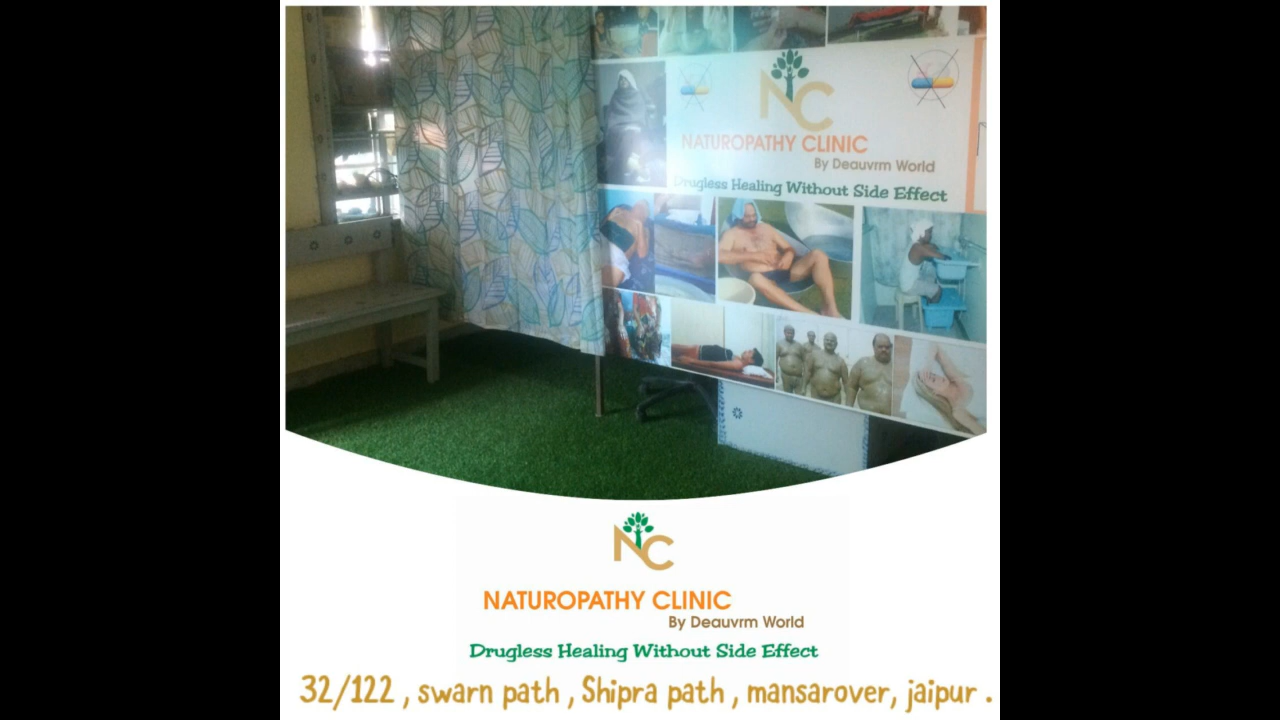 NC
NATUROPATHY CLINIC
By Deauvrm World
Drugless Healing Without Side Effect
NC
NATUROPATHY CLINIC
By Deauvrm World
Drugless Healing Without Side Effect
32/122 , swarn path , Shipra path , mansarover, jaipur .